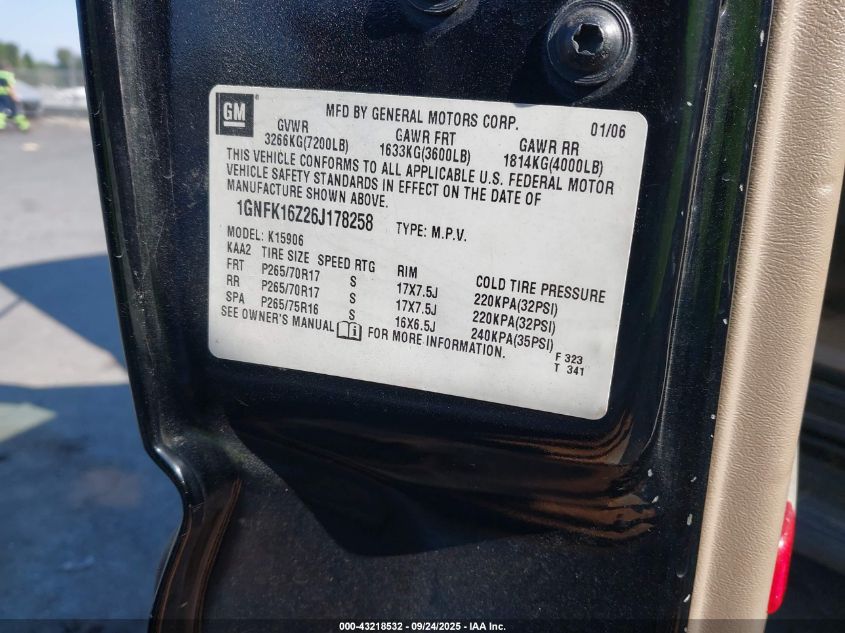 GM
MFD BY GENERAL MOTORS CORP. 01/06
GVWR GAWR FRT GAWR RR
3266KG(7200LB) 1633KG(3600LB) 1814KG(4000LB)
THIS VEHICLE CONFORMS TO ALL APPLICABLE U.S. FEDERAL MOTOR
VEHICLE SAFETY STANDARDS IN EFFECT ON THE DATE OF
MANUFACTURE SHOWN ABOVE.
1GNFK16Z26J178258 TYPE: M.P.V.
MODEL: K15906
KAA2 TIRE SIZE SPEED RTG RIM COLD TIRE PRESSURE
FRT P265/70R17 S 17X7.5J 220KPA(32PSI)
RR P265/70R17 S 17X7.5J 220KPA(32PSI)
SPA P265/75R16 S 16X6.5J 240KPA(35PSI)
SEE OWNER'S MANUAL FOR MORE INFORMATION.
F 323
T 341
000-43218532 - 09/24/2025 - IAA Inc.